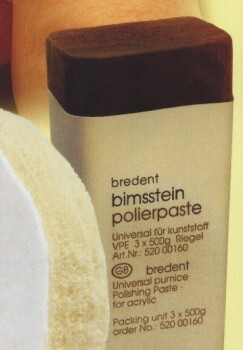 bredent
bimsstein
polierpaste
Universal für kunststoff
VPE 3 x 500g Riegel
Art.Nr.: 520 00160
GB bredent
Universal pumice
Polishing Paste -
for acrylic
Packing unit 3 x 500g
order No.: 520 00160